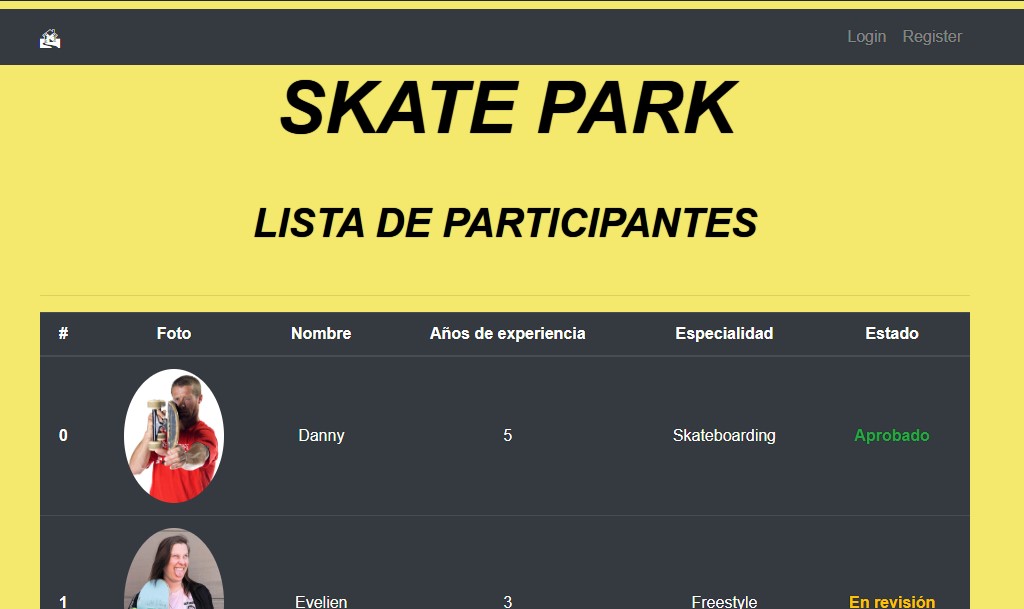 Login Register
SKATE PARK
LISTA DE PARTICIPANTES
# Foto Nombre Años de experiencia Especialidad Estado
0 Danny 5 Skateboarding Aprobado
1 Evelien 3 Freestyle En revisión